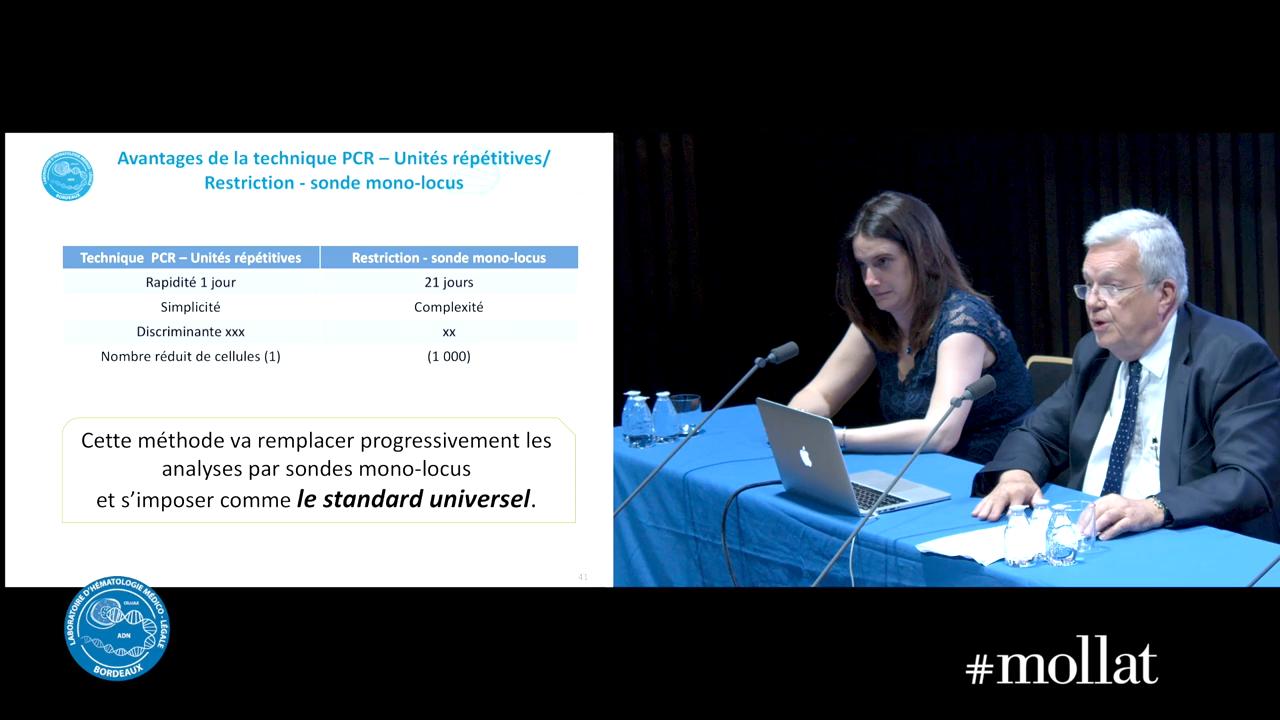 Avantages de la technique PCR – Unités répétitives/
Restriction - sonde mono-locus
Technique PCR – Unités répétitives
Restriction - sonde mono-locus
Rapidité 1 jour
21 jours
Simplicité
Complexité
Discriminante xxx
xx
Nombre réduit de cellules (1)
(1 000)
Cette méthode va remplacer progressivement les
analyses par sondes mono-locus
et s’imposer comme le standard universel.
41
LABORATOIRE D'HÉMATOLOGIE MÉDICO - LÉGALE
ADN
BORDEAUX
#mollat